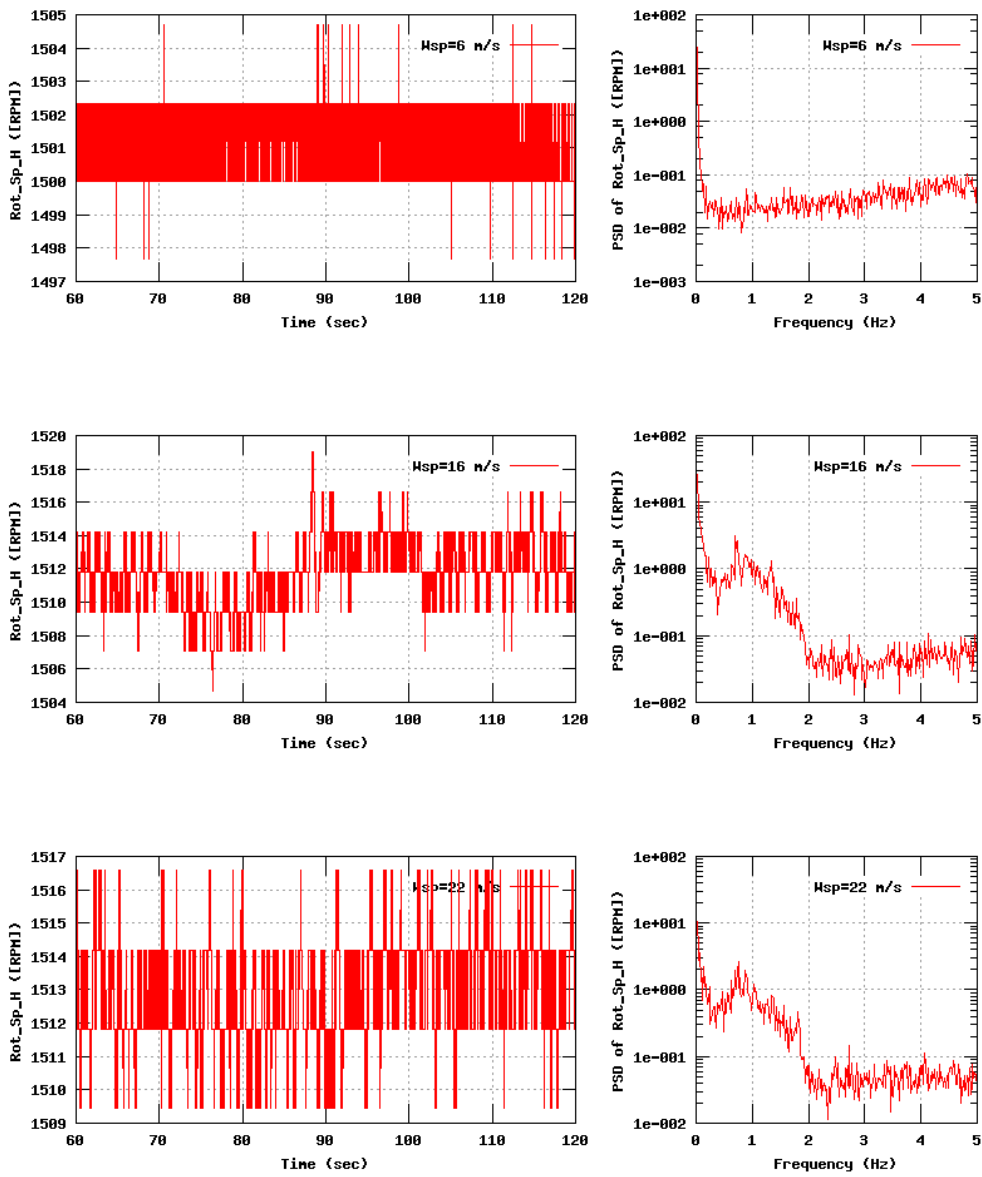 1505
1504
1503
1502
1501
1500
1499
1498
1497
Rot_Sp_H ([RPM])
Wsp=6 m/s
60 70 80 90 100 110 120
Time (sec)
1e+002
1e+001
1e+000
1e-001
1e-002
1e-003
PSD of Rot_Sp_H ([RPM])
Wsp=6 m/s
0 1 2 3 4 5
Frequency (Hz)
1520
1518
1516
1514
1512
1510
1508
1506
1504
Rot_Sp_H ([RPM])
Wsp=16 m/s
60 70 80 90 100 110 120
Time (sec)
1e+002
1e+001
1e+000
1e-001
1e-002
PSD of Rot_Sp_H ([RPM])
Wsp=16 m/s
0 1 2 3 4 5
Frequency (Hz)
1517
1516
1515
1514
1513
1512
1511
1510
1509
Rot_Sp_H ([RPM])
Wsp=22 m/s
60 70 80 90 100 110 120
Time (sec)
1e+002
1e+001
1e+000
1e-001
1e-002
PSD of Rot_Sp_H ([RPM])
Wsp=22 m/s
0 1 2 3 4 5
Frequency (Hz)